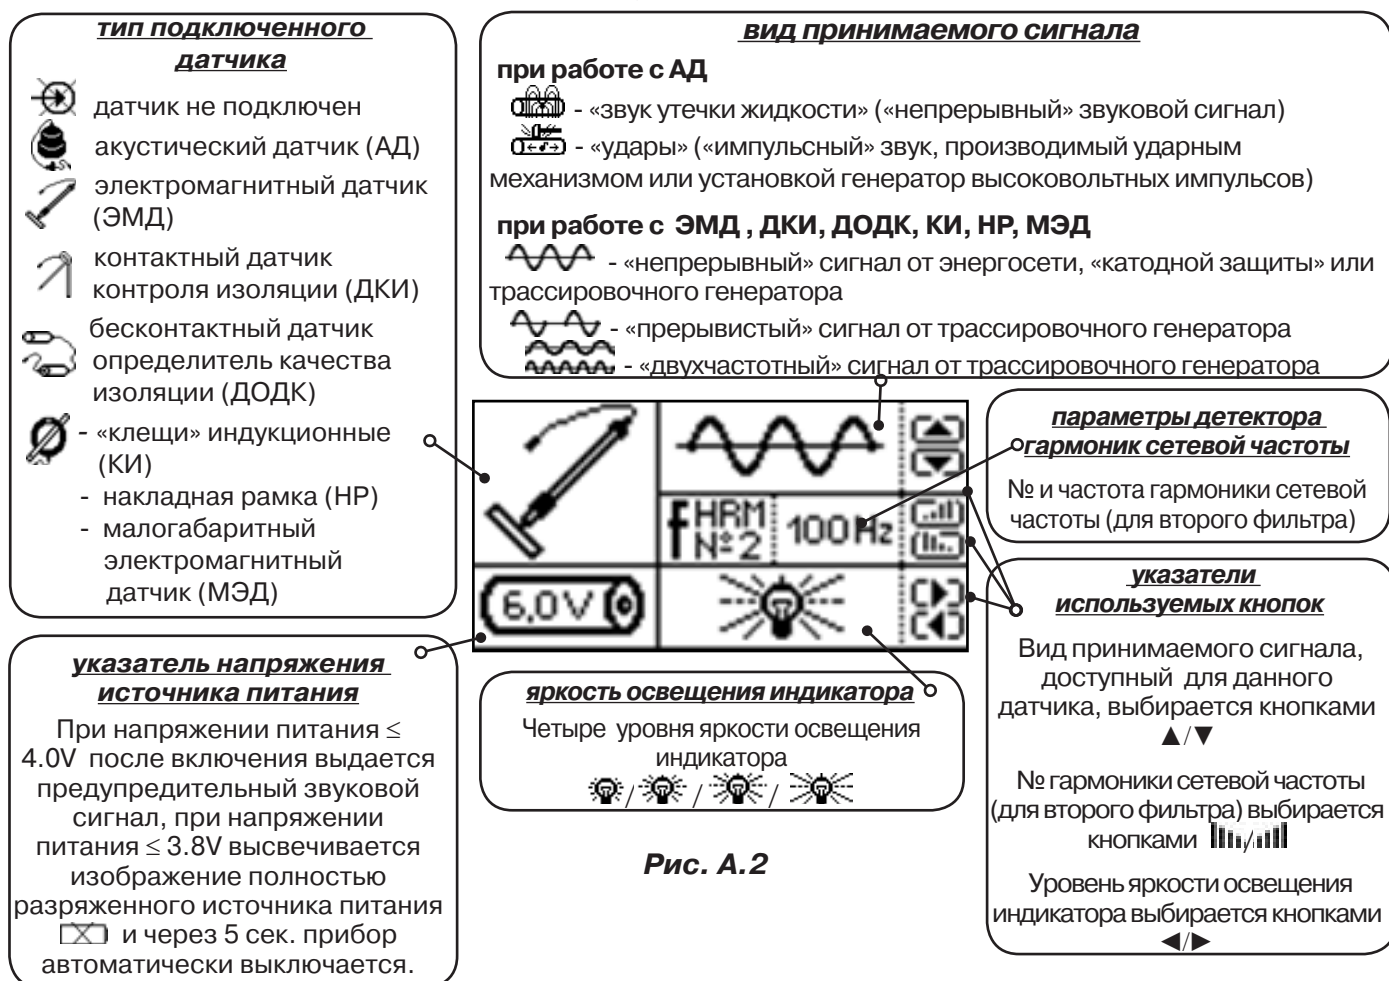 тип подключенного
датчика
датчик не подключен
акустический датчик (АД)
электромагнитный датчик
(ЭМД)
контактный датчик
контроля изоляции (ДКИ)
бесконтактный датчик
определитель качества
изоляции (ДОДК)
- «клещи» индукционные
(КИ)
- накладная рамка (НР)
- малогабаритный
электромагнитный
датчик (МЭД)
вид принимаемого сигнала
при работе с АД
- «звук утечки жидкости» («непрерывный» звуковой сигнал)
- «удары» («импульсный» звук, производимый ударным
механизмом или установкой генератор высоковольтных импульсов)
при работе с ЭМД , ДКИ, ДОДК, КИ, НР, МЭД
- «непрерывный» сигнал от энергосети, «катодной защиты» или
трассировочного генератора
- «прерывистый» сигнал от трассировочного генератора
- «двухчастотный» сигнал от трассировочного генератора
f HRM №2 100Hz
6,0V
параметры детектора
гармоник сетевой частоты
№ и частота гармоники сетевой
частоты (для второго фильтра)
указатели
используемых кнопок
Вид принимаемого сигнала,
доступный для данного
датчика, выбирается кнопками
▲/▼
№ гармоники сетевой частоты
(для второго фильтра) выбирается
кнопками /
Уровень яркости освещения
индикатора выбирается кнопками
◀/▶
указатель напряжения
источника питания
При напряжении питания ≤
4.0V после включения выдается
предупредительный звуковой
сигнал, при напряжении
питания ≤ 3.8V высвечивается
изображение полностью
разряженного источника питания
и через 5 сек. прибор
автоматически выключается.
яркость освещения индикатора
Четыре уровня яркости освещения
индикатора
/ / /
Рис. А.2